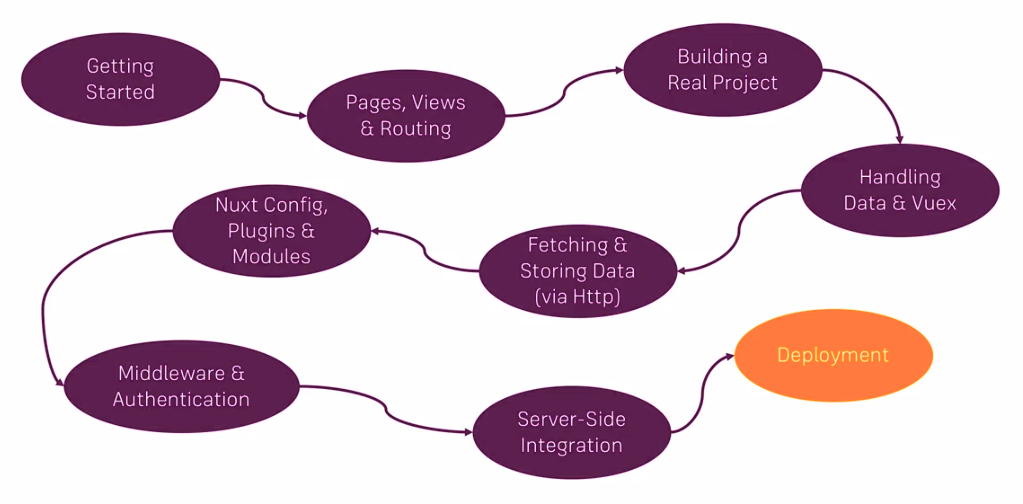 Getting
Started
Pages, Views
& Routing
Building a
Real Project
Handling
Data & Vuex
Fetching &
Storing Data
(via Http)
Nuxt Config,
Plugins &
Modules
Middleware &
Authentication
Server-Side
Integration
Deployment